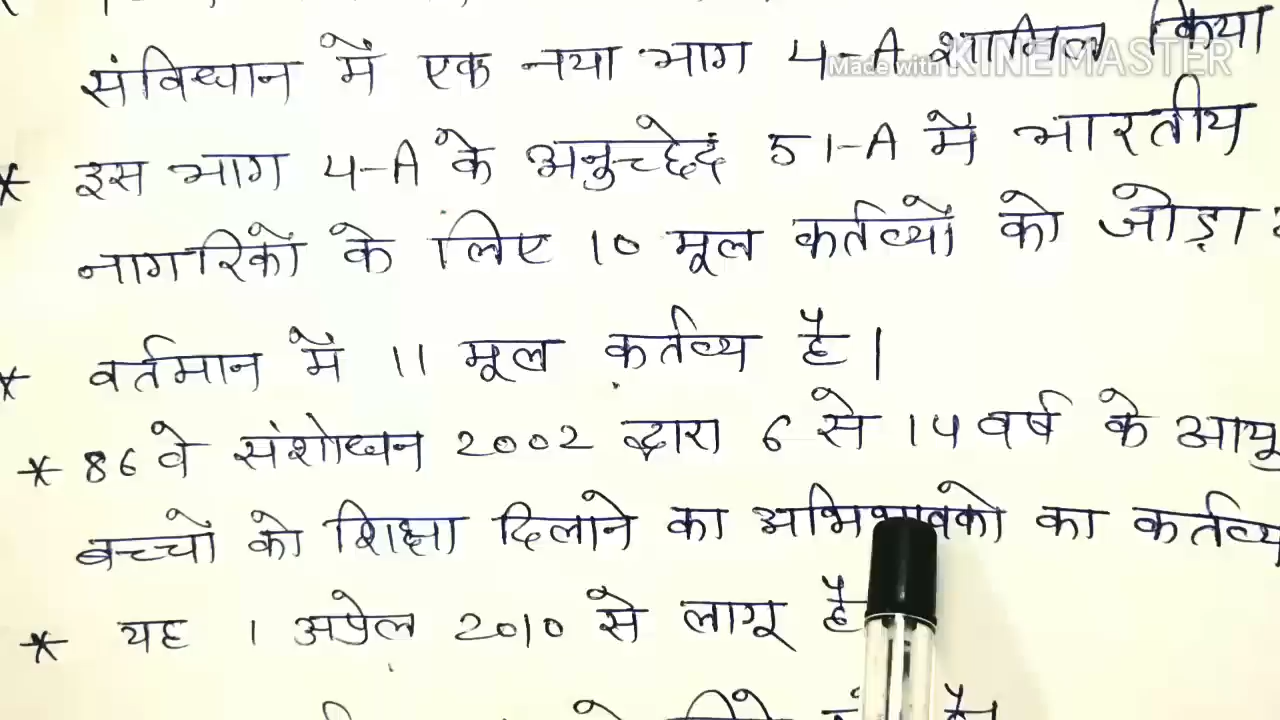 संविधान में एक नया भाग 4-A शामिल किया
Made with KINEMASTER
* इस भाग 4-A के अनुच्छेद 51-A में भारतीय
नागरिकों के लिए 10 मूल कर्तव्यों को जोड़ा
* वर्तमान में 11 मूल कर्तव्य है।
* 86 वे संशोधन 2002 द्वारा 6 से 14 वर्ष के आयु
बच्चों को शिक्षा दिलाने का अभिभावको का कर्तव्य
* यह 1 अप्रेल 2010 से लागू है